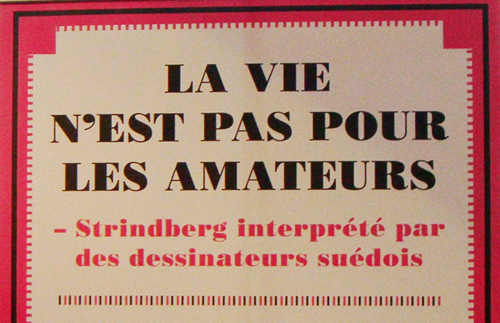 LA VIE
N'EST PAS POUR
LES AMATEURS
– Strindberg interprété par
des dessinateurs suédois